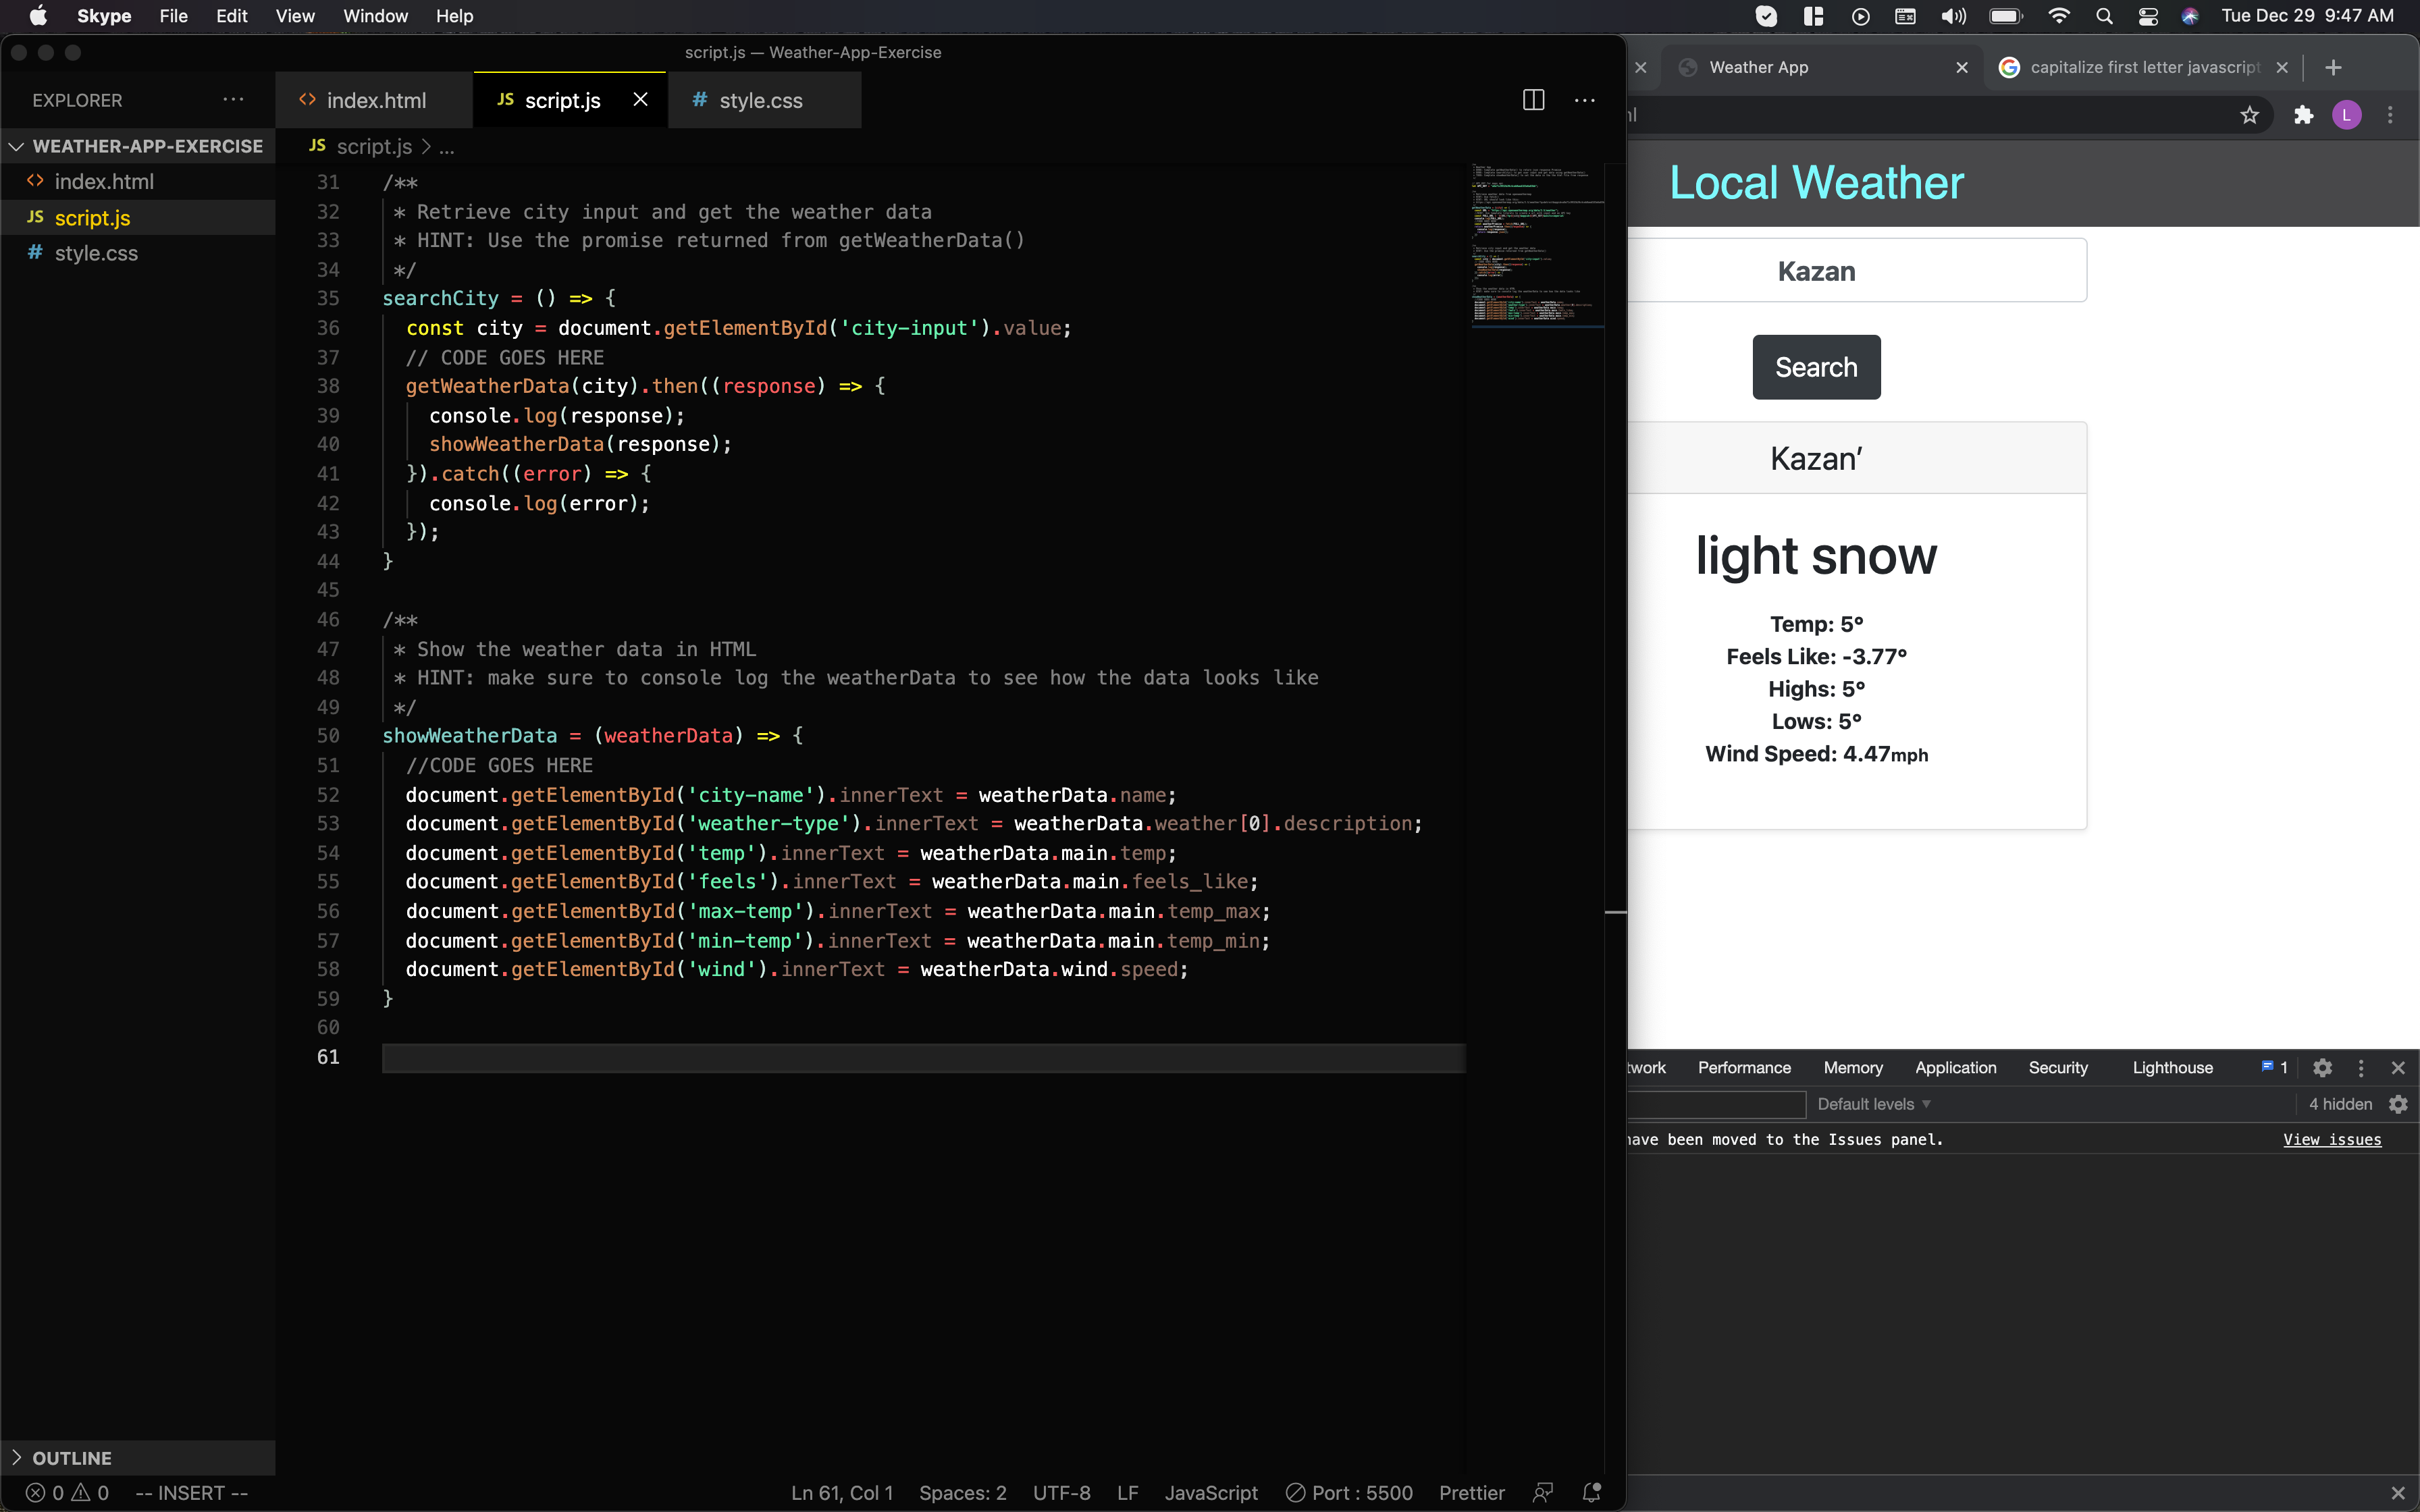 Skype File Edit View Window Help
Tue Dec 29 9:47 AM
script.js — Weather-App-Exercise
EXPLORER ···
WEATHER-APP-EXERCISE
<> index.html
JS script.js
# style.css
OUTLINE
<> index.html
JS script.js
# style.css
JS script.js > ...
31 /**
32 * Retrieve city input and get the weather data
33 * HINT: Use the promise returned from getWeatherData()
34 */
35 searchCity = () => {
36 const city = document.getElementById('city-input').value;
37 // CODE GOES HERE
38 getWeatherData(city).then((response) => {
39 console.log(response);
40 showWeatherData(response);
41 }).catch((error) => {
42 console.log(error);
43 });
44 }
45
46 /**
47 * Show the weather data in HTML
48 * HINT: make sure to console log the weatherData to see how the data looks like
49 */
50 showWeatherData = (weatherData) => {
51 //CODE GOES HERE
52 document.getElementById('city-name').innerText = weatherData.name;
53 document.getElementById('weather-type').innerText = weatherData.weather[0].description;
54 document.getElementById('temp').innerText = weatherData.main.temp;
55 document.getElementById('feels').innerText = weatherData.main.feels_like;
56 document.getElementById('max-temp').innerText = weatherData.main.temp_max;
57 document.getElementById('min-temp').innerText = weatherData.main.temp_min;
58 document.getElementById('wind').innerText = weatherData.wind.speed;
59 }
60
61
0 0 -- INSERT --
Ln 61, Col 1 Spaces: 2 UTF-8 LF JavaScript Port : 5500 Prettier
Weather App
capitalize first letter javascript
L
Local Weather
Kazan
Search
Kazan’
light snow
Temp: 5°
Feels Like: -3.77°
Highs: 5°
Lows: 5°
Wind Speed: 4.47mph
twork Performance Memory Application Security Lighthouse 1
Default levels 4 hidden
have been moved to the Issues panel. View issues